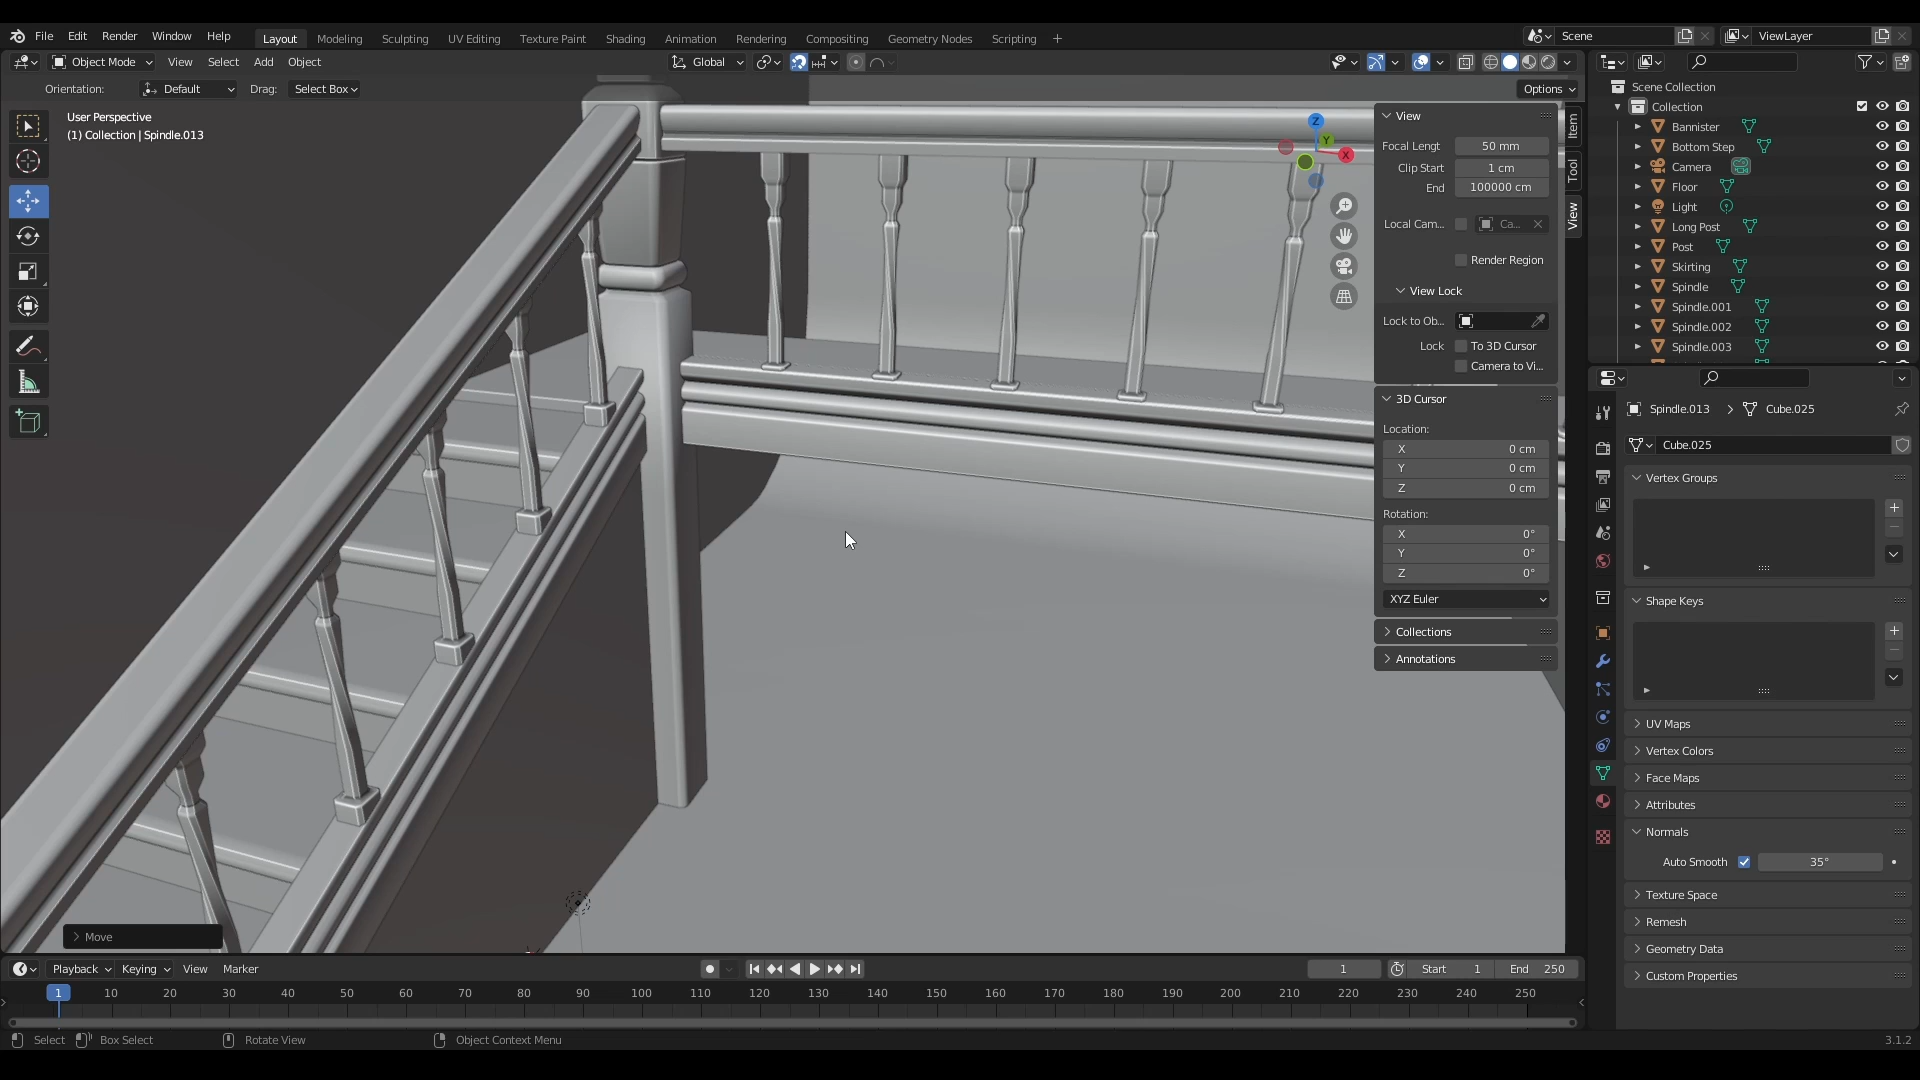 File Edit Render Window Help Layout Modeling Sculpting UV Editing Texture Paint Shading Animation Rendering Compositing Geometry Nodes Scripting + Scene ViewLayer
Object Mode View Select Add Object Global
Orientation: Default Drag: Select Box Options
User Perspective
(1) Collection | Spindle.013
Z
Y
X
View
Focal Lengt 50 mm
Clip Start 1 cm
End 100000 cm
Local Cam... Ca...
Render Region
View Lock
Lock to Ob...
Lock To 3D Cursor
Camera to Vi...
3D Cursor
Location:
X 0 cm
Y 0 cm
Z 0 cm
Rotation:
X 0°
Y 0°
Z 0°
XYZ Euler
Collections
Annotations
Item
Tool
View
Scene Collection
Collection
Bannister
Bottom Step
Camera
Floor
Light
Long Post
Post
Skirting
Spindle
Spindle.001
Spindle.002
Spindle.003
Spindle.013 Cube.025
Cube.025
Vertex Groups
Shape Keys
UV Maps
Vertex Colors
Face Maps
Attributes
Normals
Auto Smooth 35°
Texture Space
Remesh
Geometry Data
Custom Properties
Move
Playback Keying View Marker 1 Start 1 End 250
1 10 20 30 40 50 60 70 80 90 100 110 120 130 140 150 160 170 180 190 200 210 220 230 240 250
Select Box Select Rotate View Object Context Menu 3.1.2